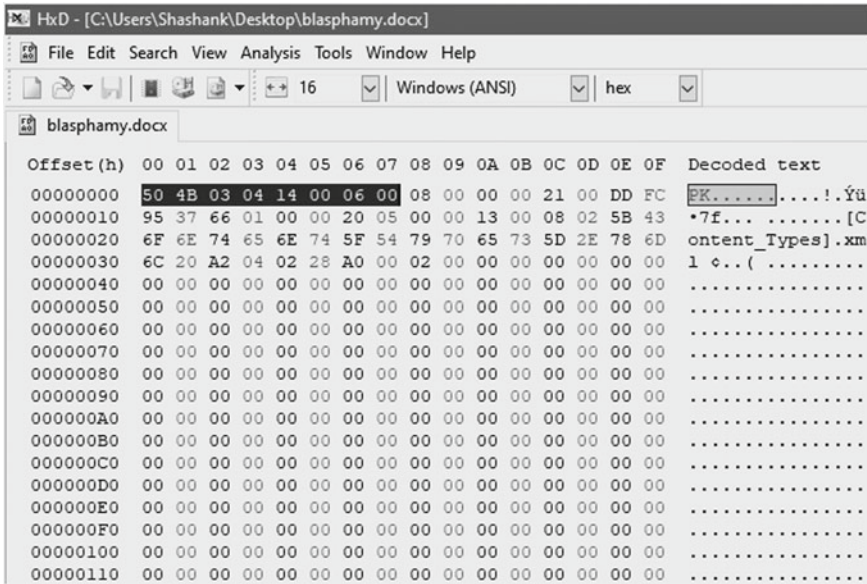 HxD - [C:\Users\Shashank\Desktop\blasphamy.docx]
File Edit Search View Analysis Tools Window Help
16 Windows (ANSI) hex
blasphamy.docx
Offset(h) 00 01 02 03 04 05 06 07 08 09 0A 0B 0C 0D 0E 0F Decoded text
00000000 50 4B 03 04 14 00 06 00 08 00 00 00 21 00 DD FC PK..........!.Ýü
00000010 95 37 66 01 00 00 20 05 00 00 13 00 08 02 5B 43 •7f... .......[C
00000020 6F 6E 74 65 6E 74 5F 54 79 70 65 73 5D 2E 78 6D ontent_Types].xm
00000030 6C 20 A2 04 02 28 A0 00 02 00 00 00 00 00 00 00 l ¢..( .........
00000040 00 00 00 00 00 00 00 00 00 00 00 00 00 00 00 00 ................
00000050 00 00 00 00 00 00 00 00 00 00 00 00 00 00 00 00 ................
00000060 00 00 00 00 00 00 00 00 00 00 00 00 00 00 00 00 ................
00000070 00 00 00 00 00 00 00 00 00 00 00 00 00 00 00 00 ................
00000080 00 00 00 00 00 00 00 00 00 00 00 00 00 00 00 00 ................
00000090 00 00 00 00 00 00 00 00 00 00 00 00 00 00 00 00 ................
000000A0 00 00 00 00 00 00 00 00 00 00 00 00 00 00 00 00 ................
000000B0 00 00 00 00 00 00 00 00 00 00 00 00 00 00 00 00 ................
000000C0 00 00 00 00 00 00 00 00 00 00 00 00 00 00 00 00 ................
000000D0 00 00 00 00 00 00 00 00 00 00 00 00 00 00 00 00 ................
000000E0 00 00 00 00 00 00 00 00 00 00 00 00 00 00 00 00 ................
000000F0 00 00 00 00 00 00 00 00 00 00 00 00 00 00 00 00 ................
00000100 00 00 00 00 00 00 00 00 00 00 00 00 00 00 00 00 ................
00000110 00 00 00 00 00 00 00 00 00 00 00 00 00 00 00 00 ................